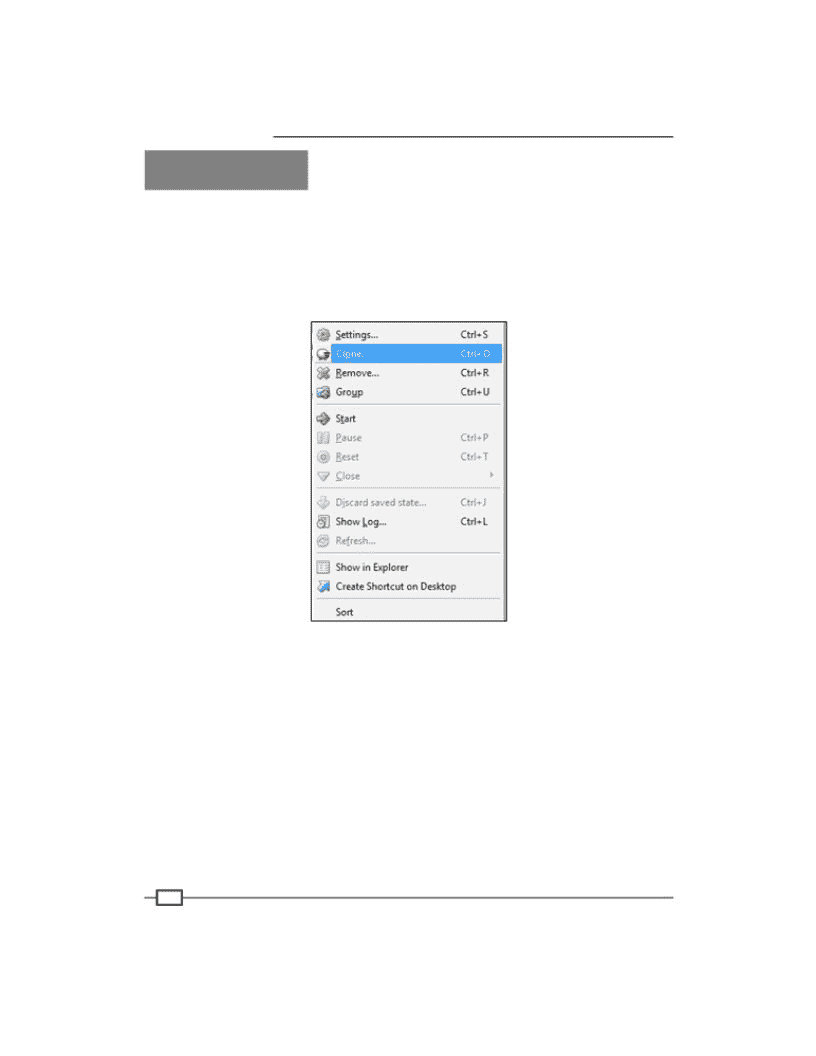 Settings... Ctrl+S
Clone... Ctrl+O
Remove... Ctrl+R
Group Ctrl+U
Start
Pause Ctrl+P
Reset Ctrl+T
Close
Discard saved state... Ctrl+J
Show Log... Ctrl+L
Refresh...
Show in Explorer
Create Shortcut on Desktop
Sort